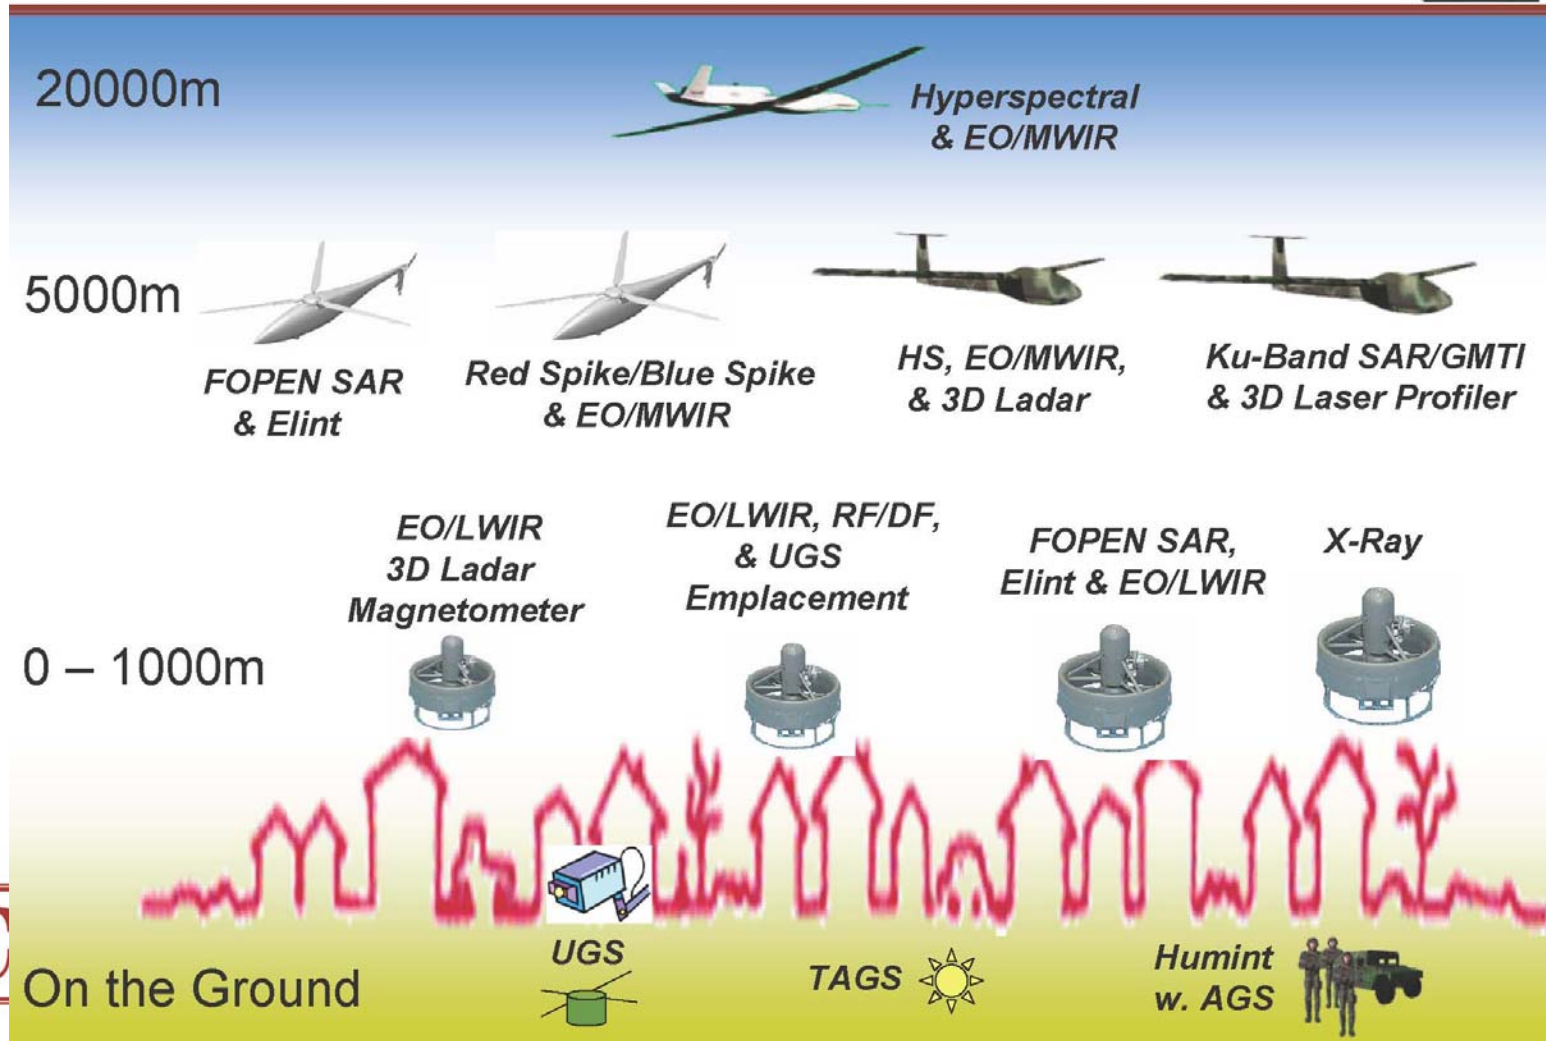 20000m
Hyperspectral
& EO/MWIR
5000m
FOPEN SAR
& Elint
Red Spike/Blue Spike
& EO/MWIR
HS, EO/MWIR,
& 3D Ladar
Ku-Band SAR/GMTI
& 3D Laser Profiler
0 – 1000m
EO/LWIR
3D Ladar
Magnetometer
EO/LWIR, RF/DF,
& UGS
Emplacement
FOPEN SAR,
Elint & EO/LWIR
X-Ray
On the Ground
UGS
TAGS
Humint
w. AGS